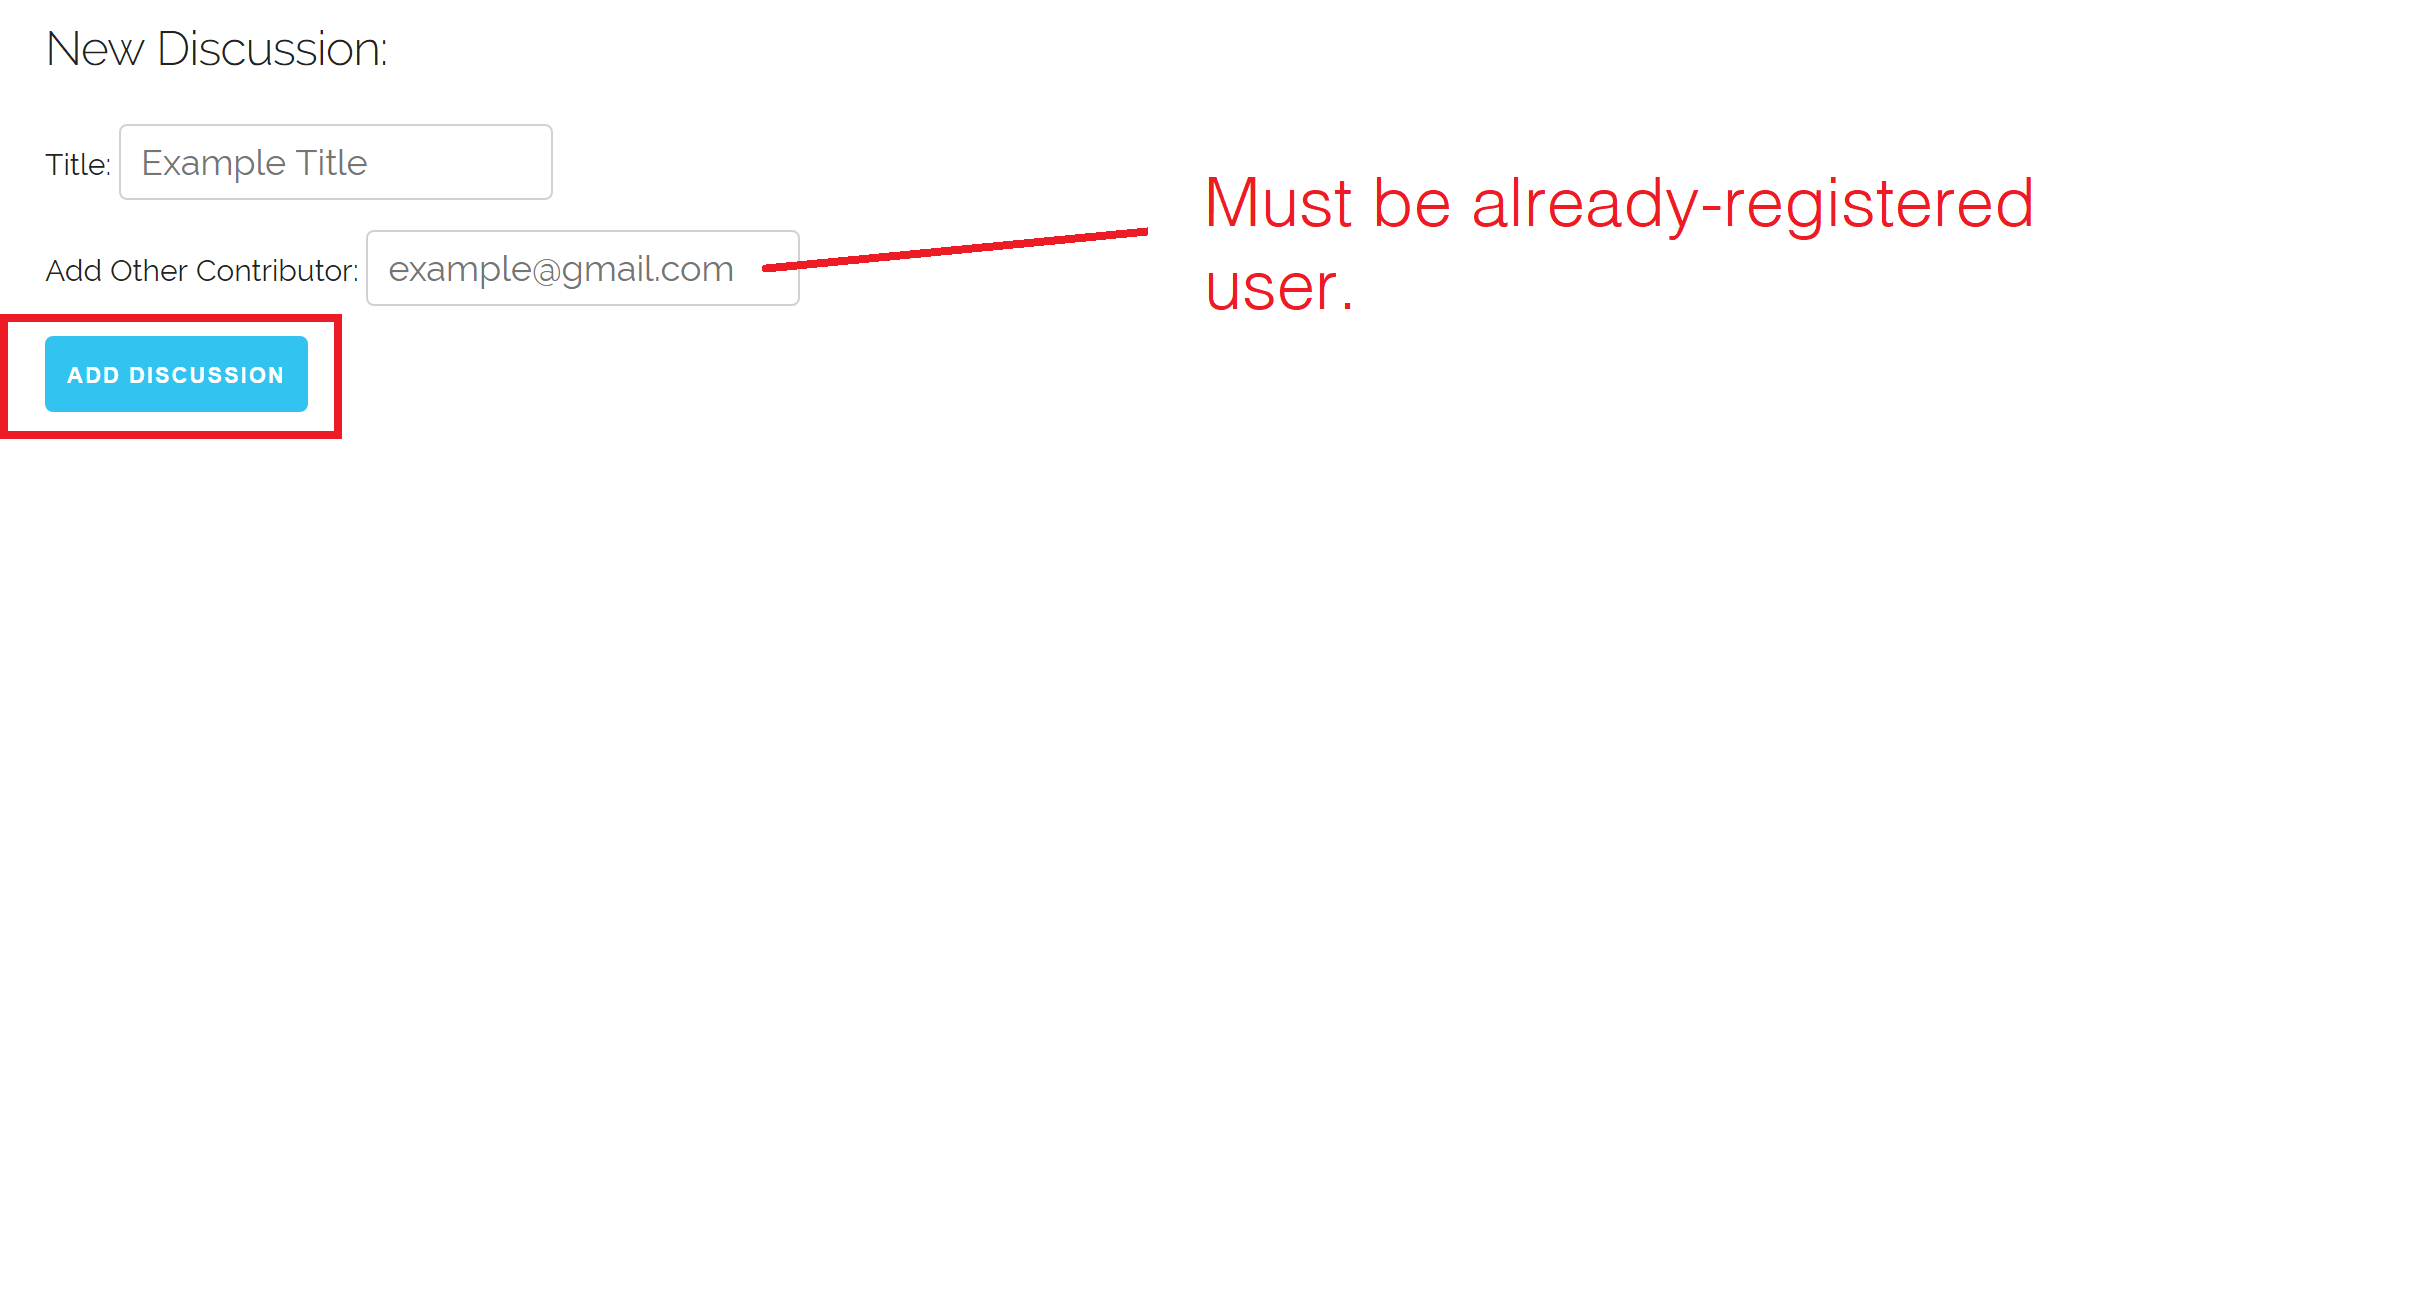 New Discussion:
Title: Example Title
Add Other Contributor: example@gmail.com
Must be already-registered
user.
ADD DISCUSSION